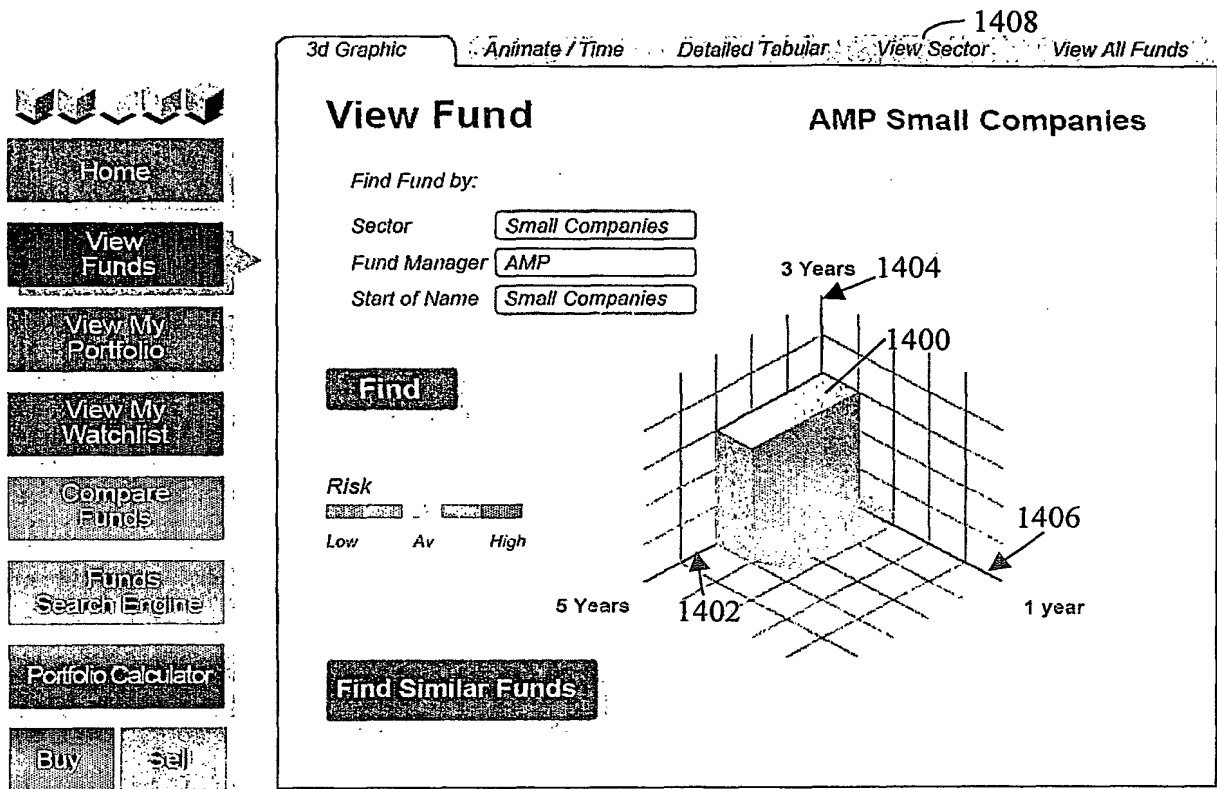 1408
3d Graphic
Animate / Time
Detailed Tabular
View Sector
View All Funds
View Fund
AMP Small Companies
Home
Find Fund by:
Sector
Small Companies
View
Funds
Fund Manager
AMP
3 Years
1404
Start of Name
Small Companies
View My
Portfolio
1400
Find
View My
Watchlist
Compare
Funds
Risk
Low
Av
High
1406
Funds
Search Engine
5 Years
1402
1 year
Portfolio Calculator
Find Similar Funds
Buy
Sell